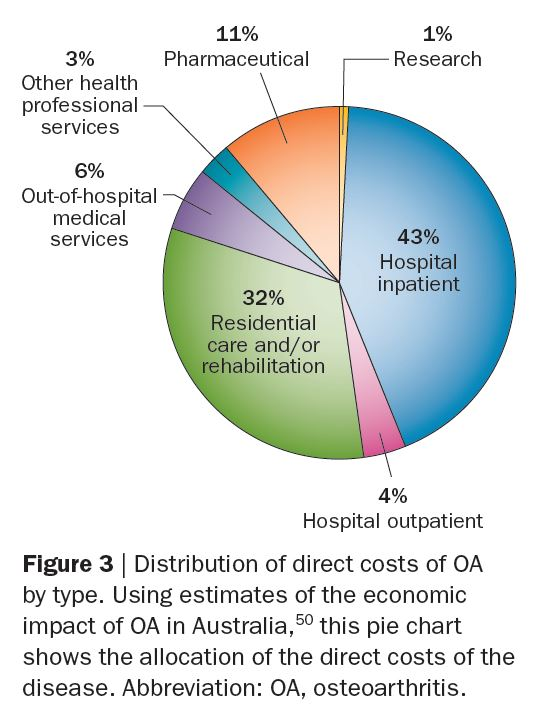 11%
Pharmaceutical
1%
Research
3%
Other health
professional
services
6%
Out-of-hospital
medical
services
43%
Hospital
inpatient
32%
Residential
care and/or
rehabilitation
4%
Hospital outpatient
Figure 3 | Distribution of direct costs of OA
by type. Using estimates of the economic
impact of OA in Australia,⁵⁰ this pie chart
shows the allocation of the direct costs of the
disease. Abbreviation: OA, osteoarthritis.